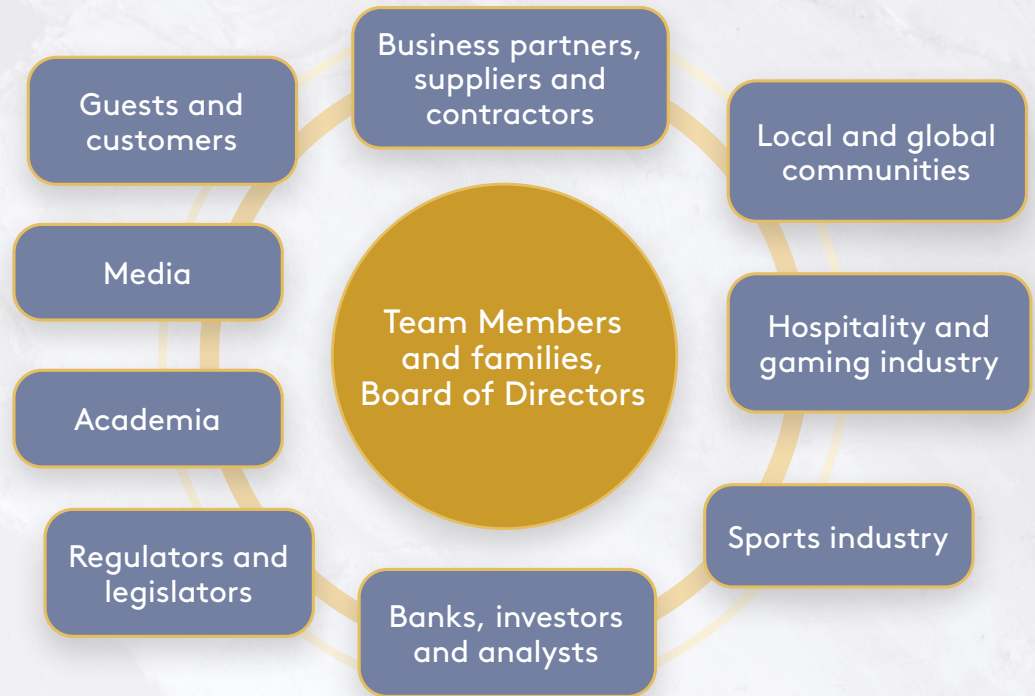 Business partners,
suppliers and
contractors
Guests and
customers
Local and global
communities
Media
Team Members
and families,
Board of Directors
Hospitality and
gaming industry
Academia
Sports industry
Regulators and
legislators
Banks, investors
and analysts